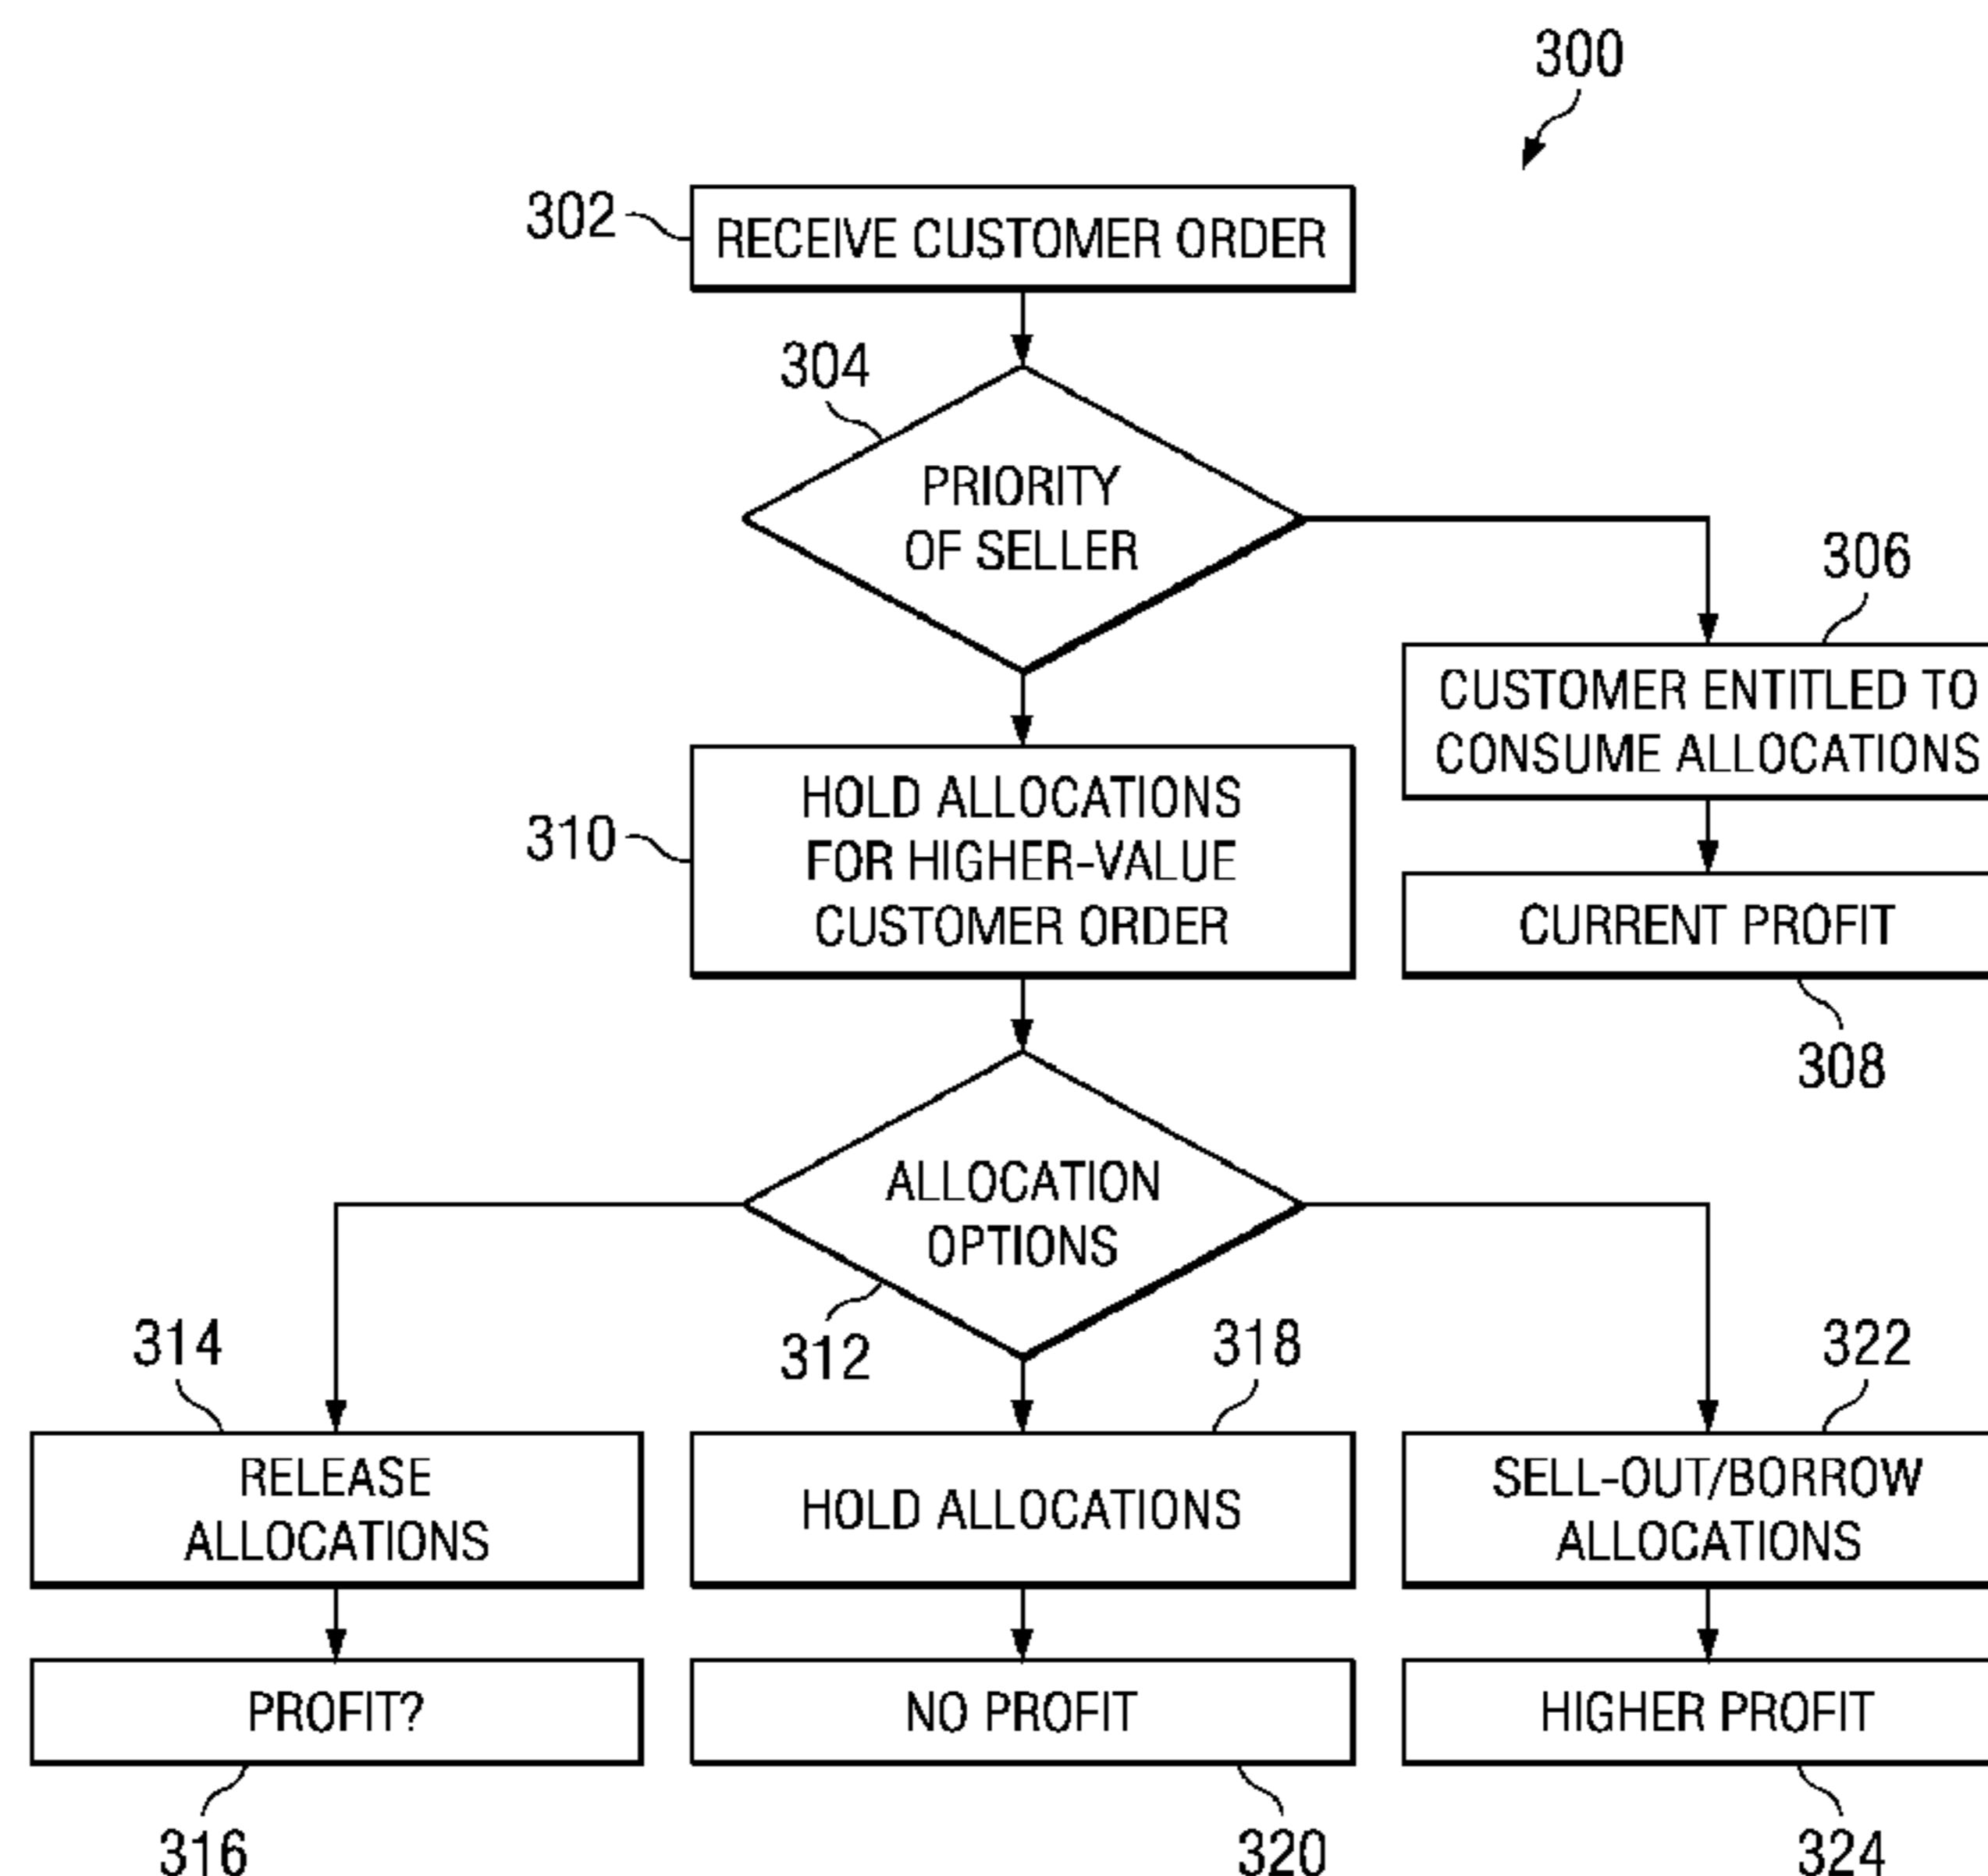 300
302
RECEIVE CUSTOMER ORDER
304
PRIORITY
OF SELLER
306
CUSTOMER ENTITLED TO
CONSUME ALLOCATIONS
310
HOLD ALLOCATIONS
FOR HIGHER-VALUE
CUSTOMER ORDER
CURRENT PROFIT
308
ALLOCATION
OPTIONS
312
314
318
322
RELEASE
ALLOCATIONS
HOLD ALLOCATIONS
SELL-OUT/BORROW
ALLOCATIONS
PROFIT?
NO PROFIT
HIGHER PROFIT
316
320
324